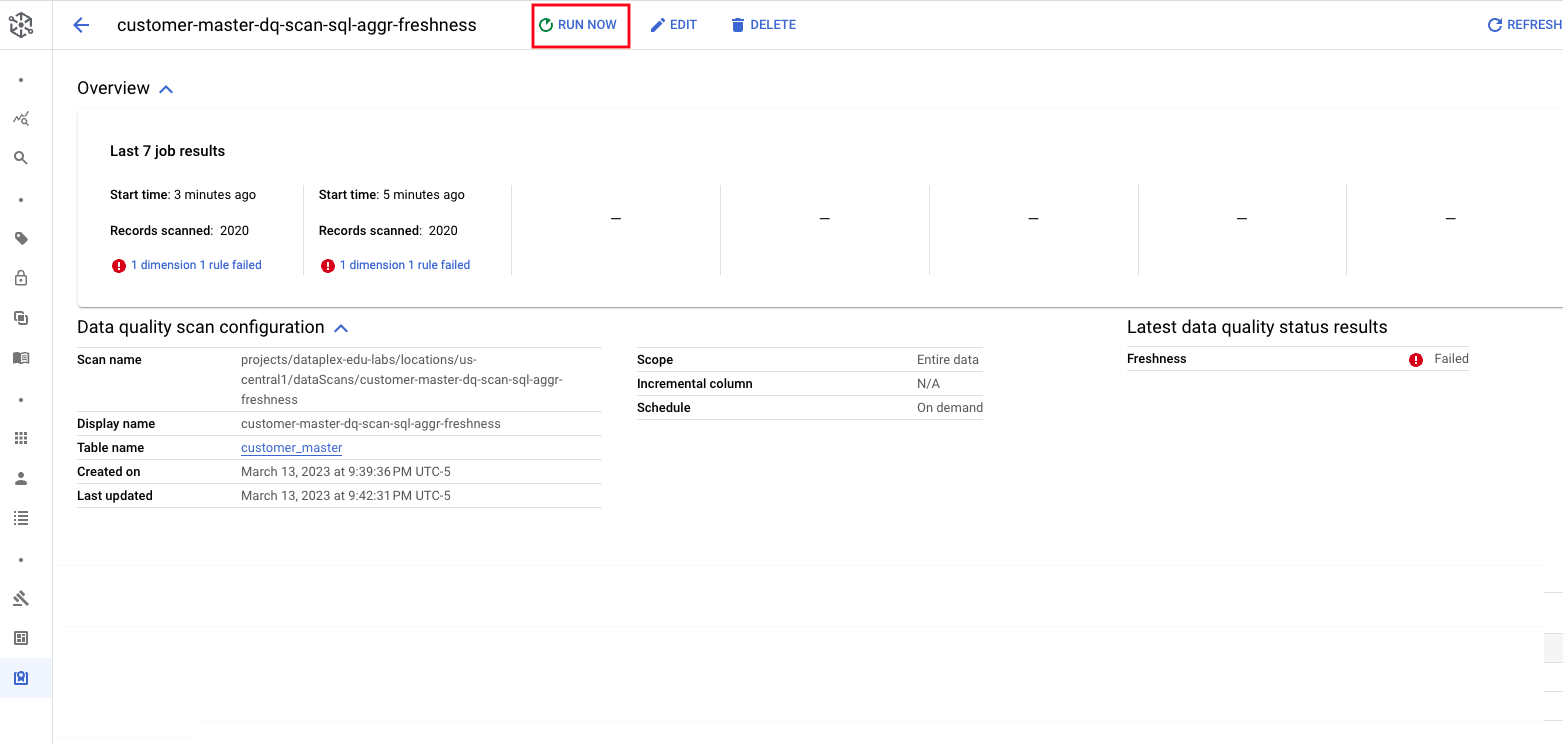 customer-master-dq-scan-sql-aggr-freshness RUN NOW EDIT DELETE REFRESH
Overview
Last 7 job results
Start time: 3 minutes ago
Records scanned: 2020
1 dimension 1 rule failed
Start time: 5 minutes ago
Records scanned: 2020
1 dimension 1 rule failed
—
—
—
—
—
Data quality scan configuration
Scan name projects/dataplex-edu-labs/locations/us-
central1/dataScans/customer-master-dq-scan-sql-aggr-
freshness
Display name customer-master-dq-scan-sql-aggr-freshness
Table name customer_master
Created on March 13, 2023 at 9:39:36 PM UTC-5
Last updated March 13, 2023 at 9:42:31 PM UTC-5
Scope Entire data
Incremental column N/A
Schedule On demand
Latest data quality status results
Freshness Failed